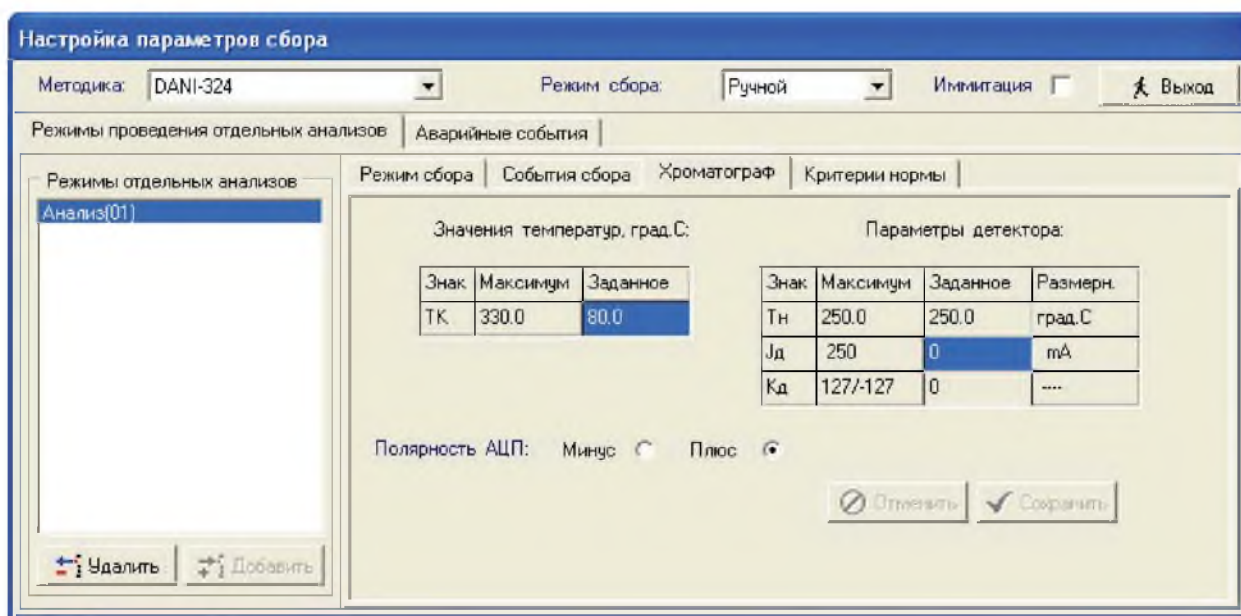 Настройка параметров сбора
Методика: DANI-324 Режим сбора: Ручной Иммитация Выход
Режимы проведения отдельных анализов Аварийные события
Режимы отдельных анализов
Анализ(01)
Удалить Добавить
Режим сбора События сбора Хроматограф Критерии нормы
Значения температур, град.С:
Знак Максимум Заданное
ТК 330.0 80.0
Параметры детектора:
Знак Максимум Заданное Размерн.
Тн 250.0 250.0 град.С
Jд 250 0 mA
Кд 127/-127 0 ----
Полярность АЦП: Минус Плюс
Отменить Сохранить